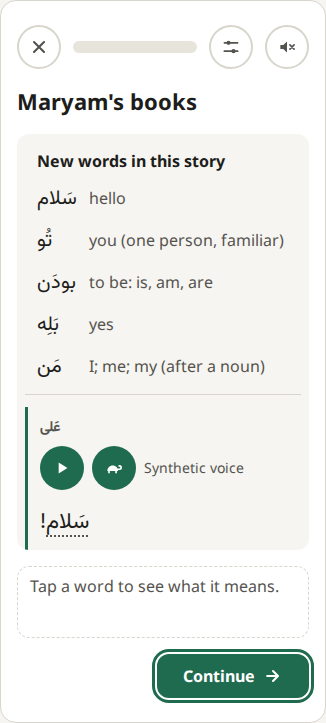 Maryam's books
New words in this story
سَلام hello
تُو you (one person, familiar)
بودَن to be: is, am, are
بَلِه yes
مَن I; me; my (after a noun)
عَلی
Synthetic voice
سَلام!
Tap a word to see what it means.
Continue →